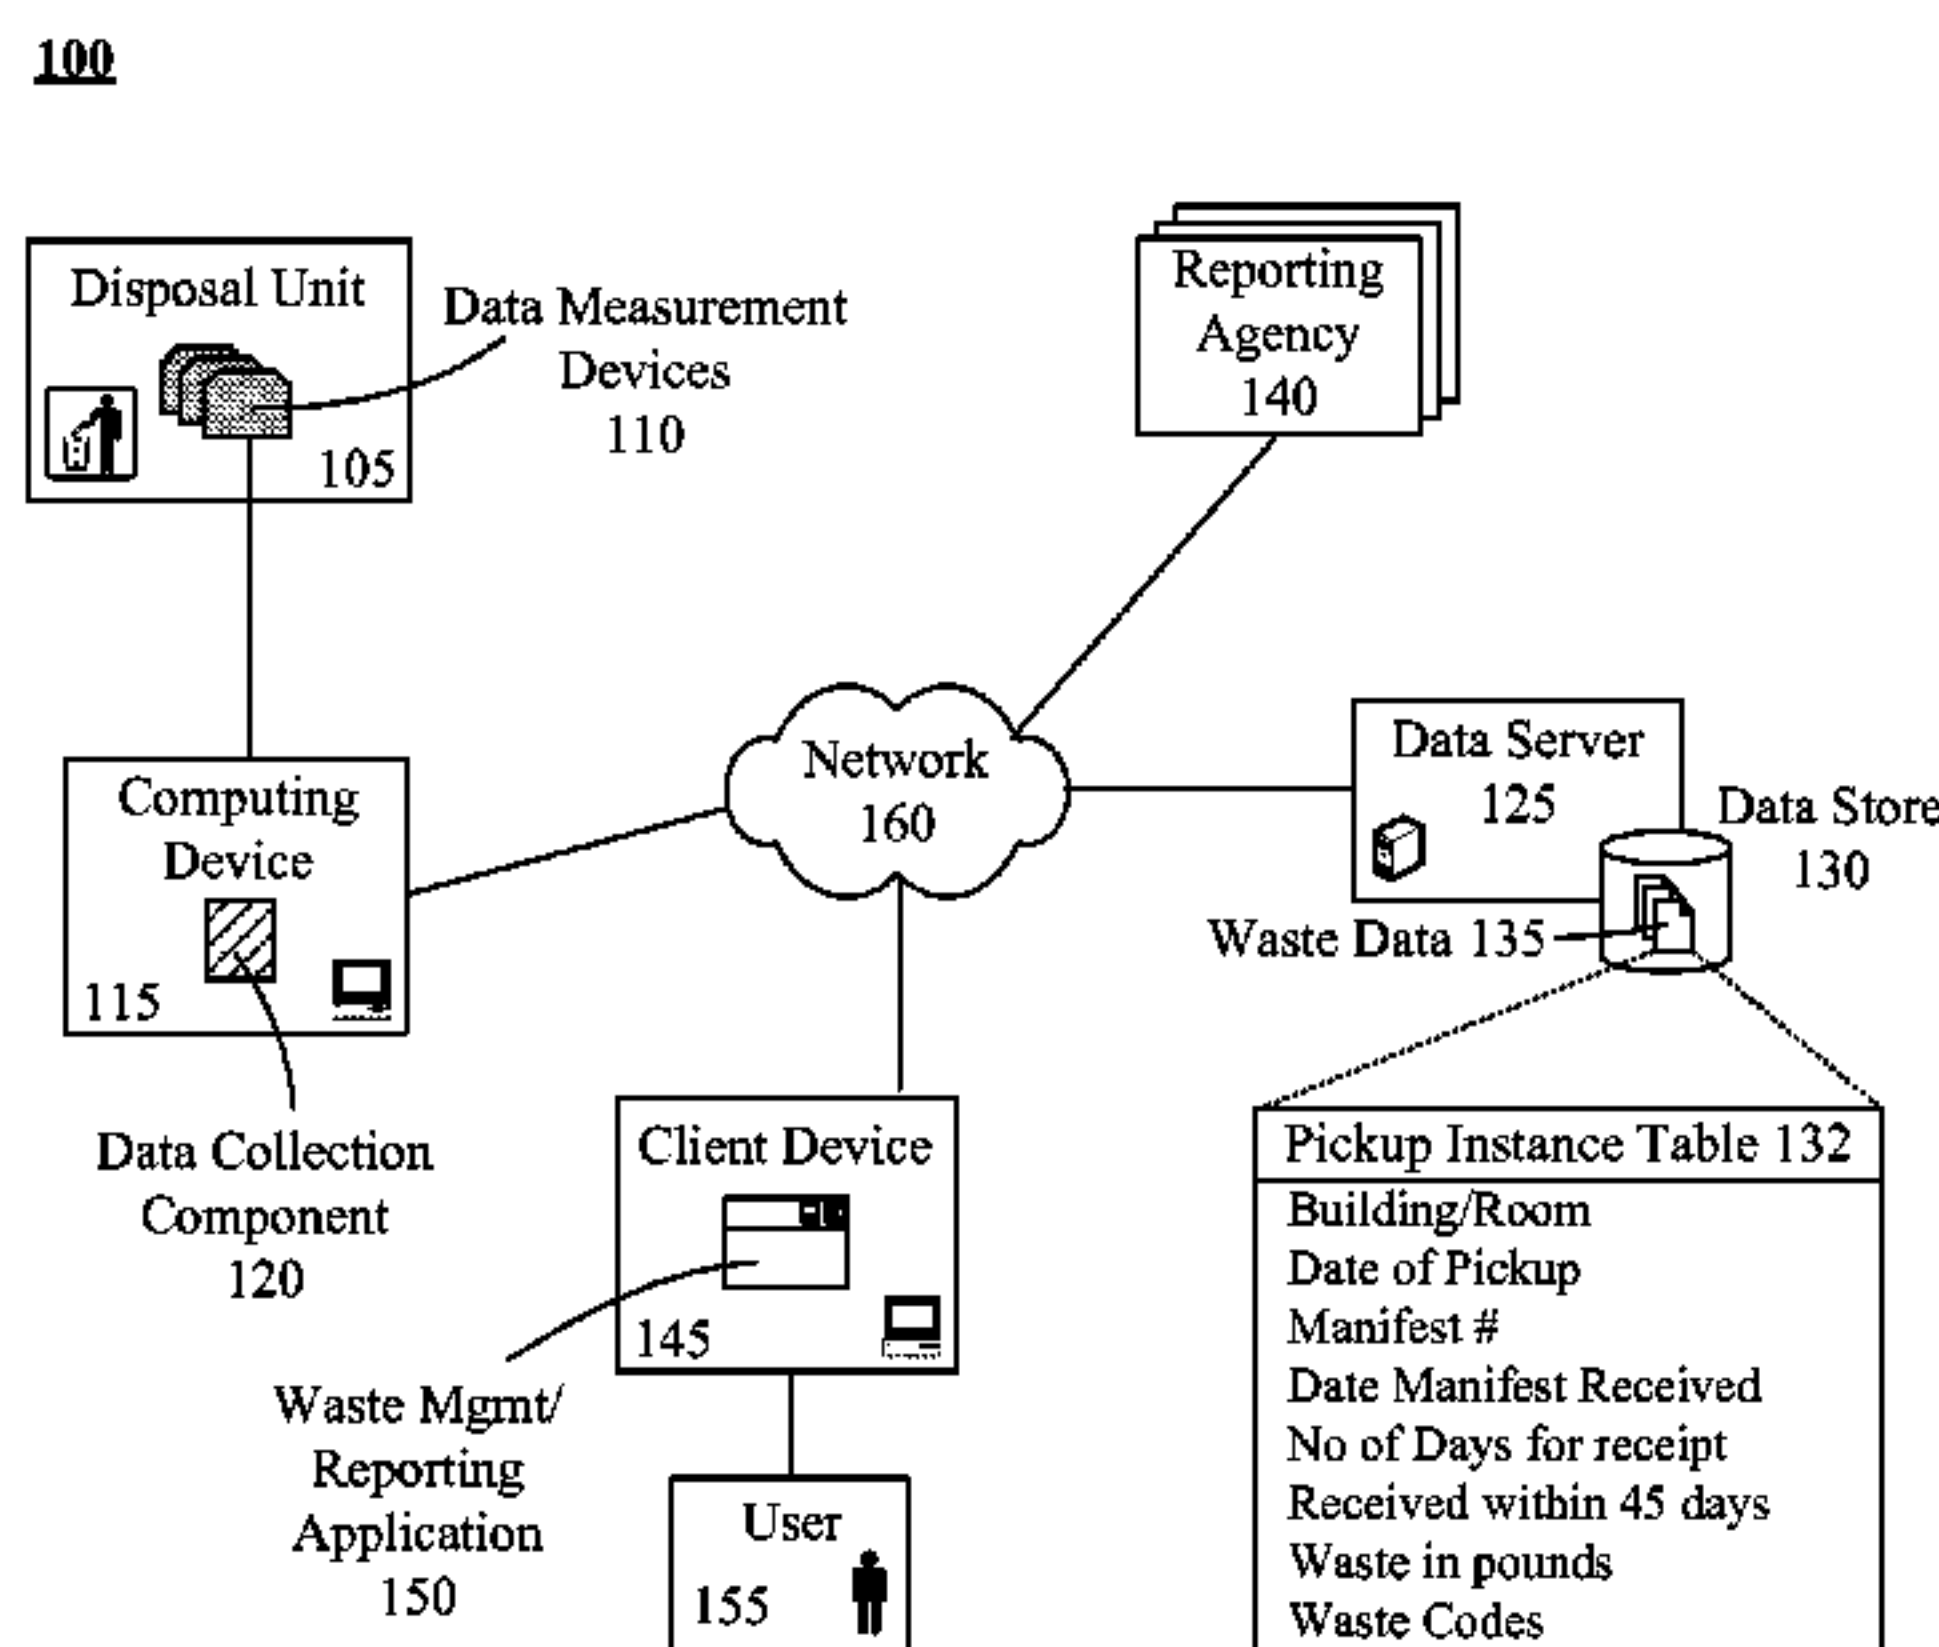 100
Disposal Unit
105
Data Measurement
Devices
110
Reporting
Agency
140
Computing
Device
115
Data Collection
Component
120
Network
160
Data Server
125
Data Store
130
Waste Data 135
Client Device
145
Waste Mgmt/
Reporting
Application
150
User
155
Pickup Instance Table 132
Building/Room
Date of Pickup
Manifest #
Date Manifest Received
No of Days for receipt
Received within 45 days
Waste in pounds
Waste Codes